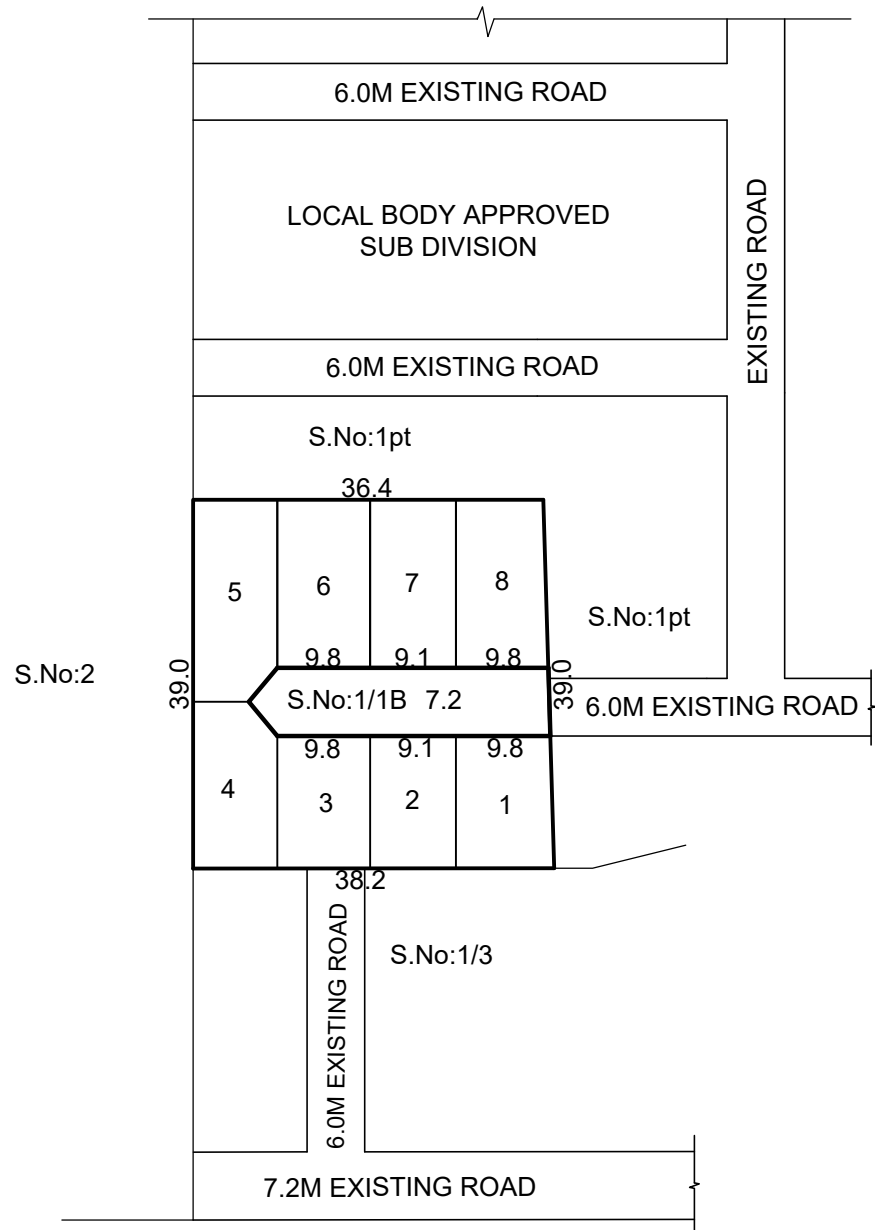 6.0M EXISTING ROAD
LOCAL BODY APPROVED
SUB DIVISION
EXISTING ROAD
6.0M EXISTING ROAD
S.No:1pt
36.4
5
6
7
8
S.No:1pt
S.No:2
39.0
9.8
9.1
9.8
39.0
S.No:1/1B 7.2
6.0M EXISTING ROAD
9.8
9.1
9.8
4
3
2
1
38.2
6.0M EXISTING ROAD
S.No:1/3
7.2M EXISTING ROAD